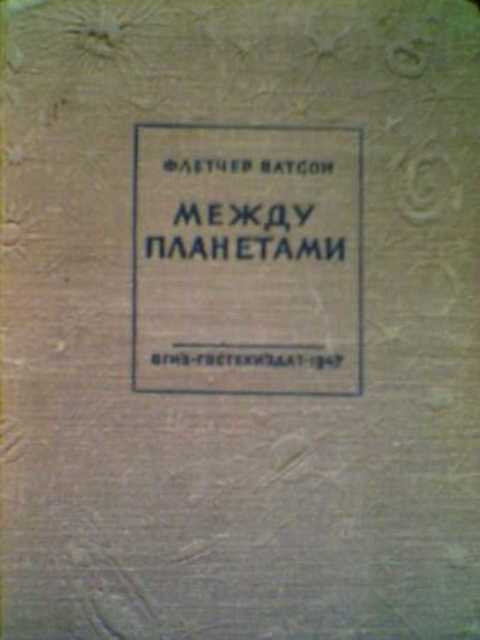 ФЛЕТЧЕР ВАТСОН
МЕЖДУ
ПЛАНЕТАМИ
ОГИЗ-ГОСТЕХИЗДАТ-1947